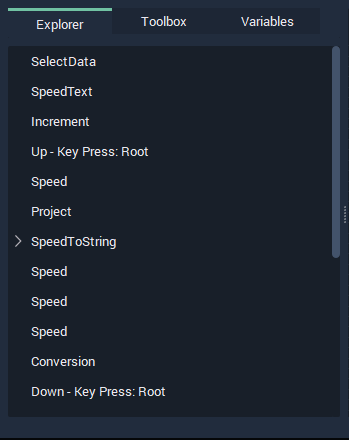 Explorer Toolbox Variables
SelectData
SpeedText
Increment
Up - Key Press: Root
Speed
Project
SpeedToString
Speed
Speed
Speed
Conversion
Down - Key Press: Root